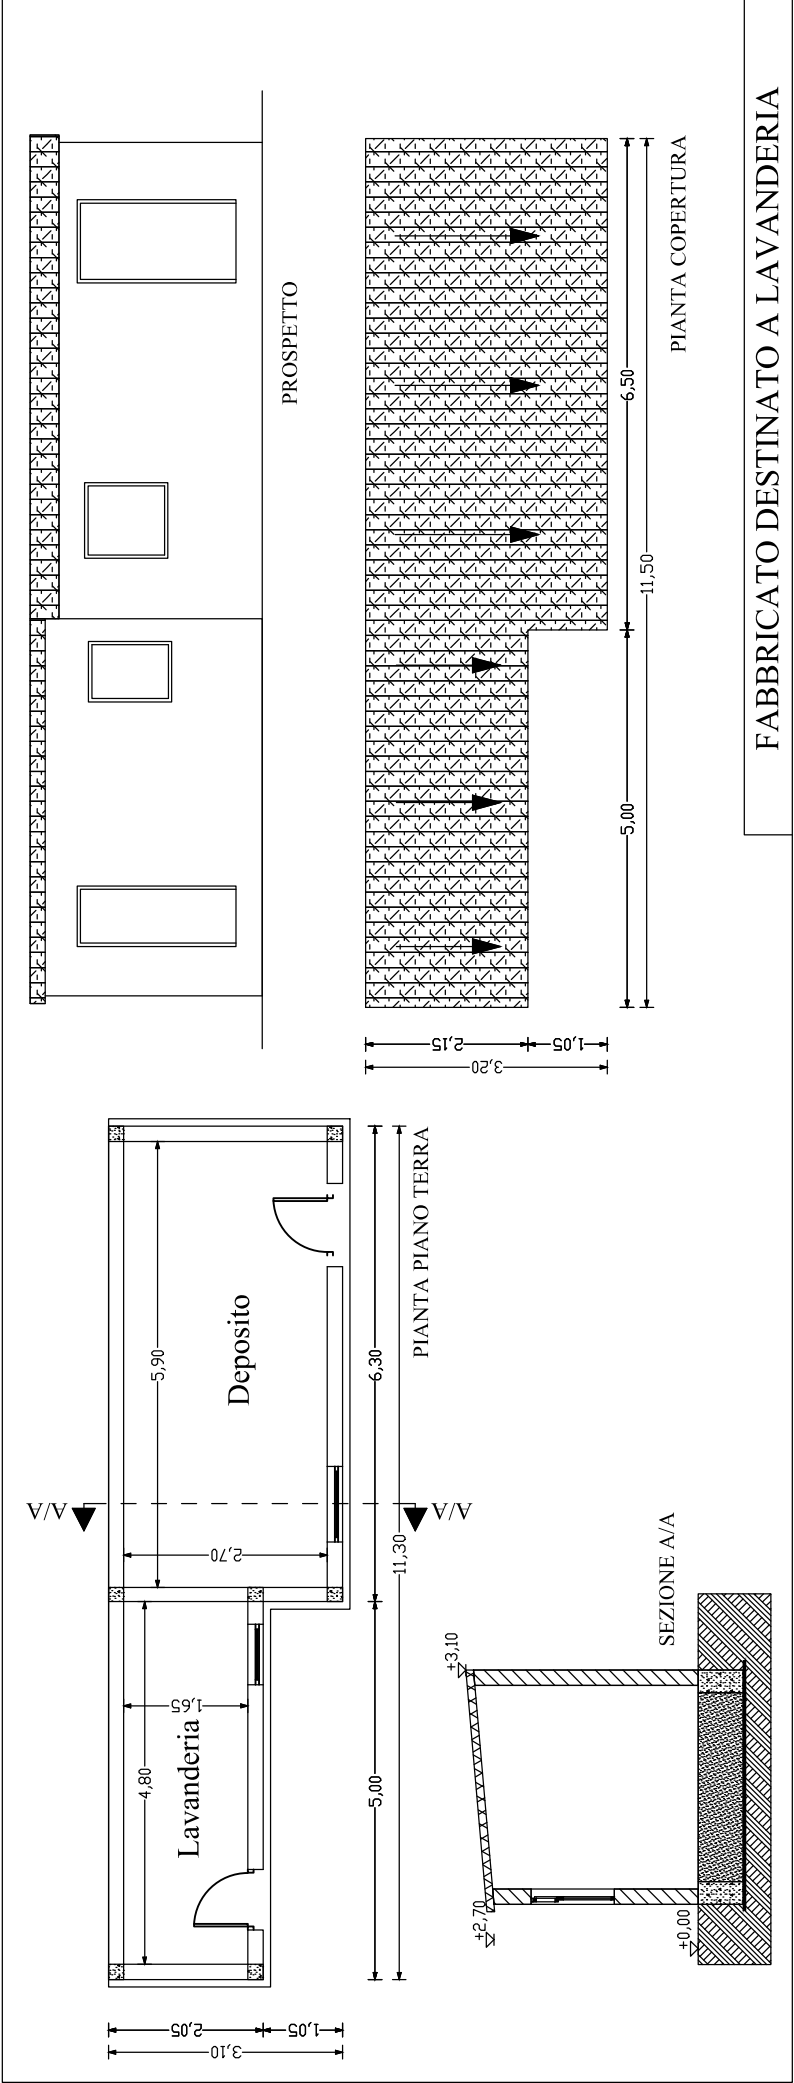 A/A
2,05
1,05
3,10
Lavanderia
4,80
1,65
Deposito
5,90
2,70
5,00
6,30
11,30
A/A
PIANTA PIANO TERRA
PROSPETTO
2,15
1,05
3,20
5,00
6,50
11,50
PIANTA COPERTURA
+2,70
+3,10
+0,00
SEZIONE A/A
FABBRICATO DESTINATO A LAVANDERIA